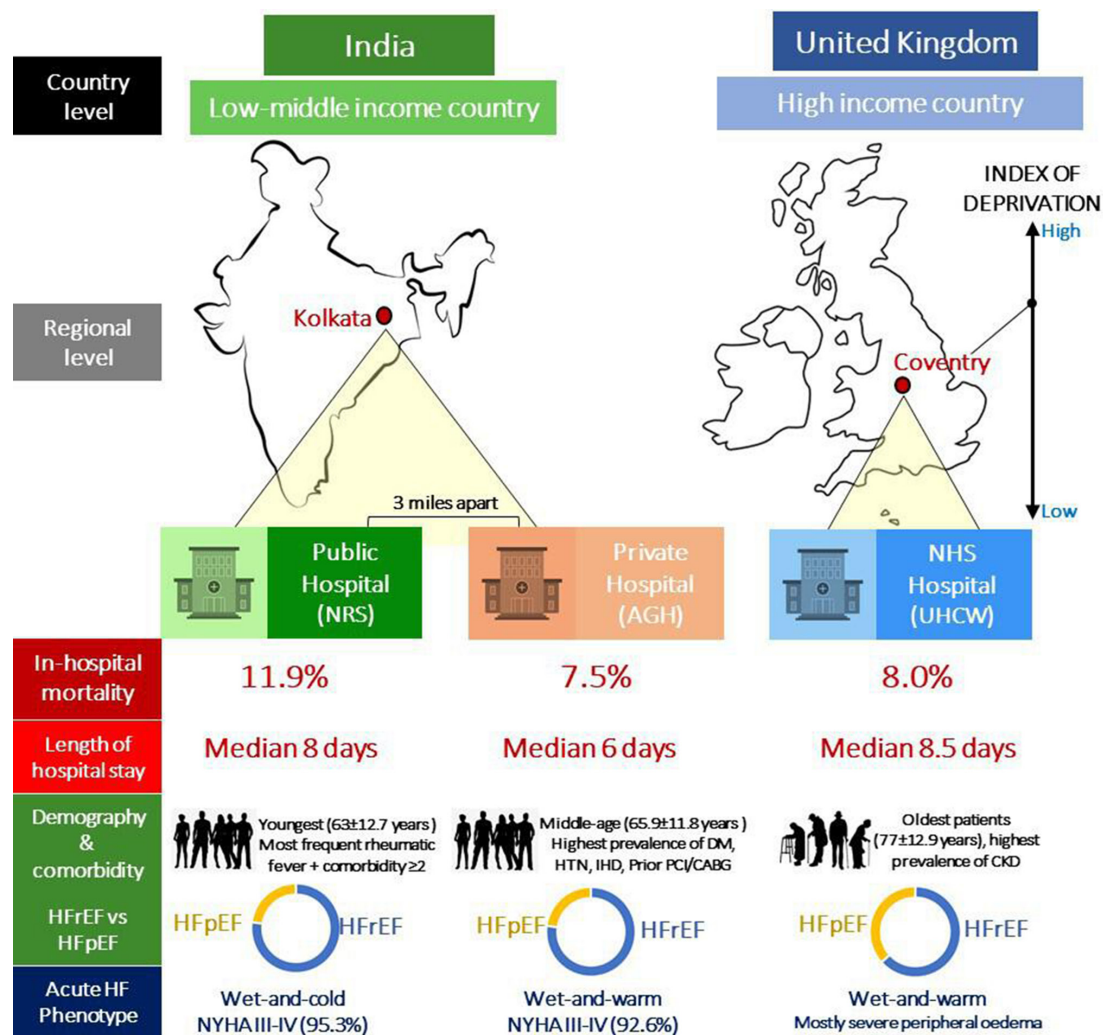 India
United Kingdom
Country
level
Low-middle income country
High income country
INDEX OF
DEPRIVATION
High
Kolkata
Regional
level
Coventry
3 miles apart
Low
Public
Hospital
(NRS)
Private
Hospital
(AGH)
NHS
Hospital
(UHCW)
In-hospital
mortality
11.9%
7.5%
8.0%
Length of
hospital stay
Median 8 days
Median 6 days
Median 8.5 days
Demography
&
comorbidity
Youngest (63±12.7 years )
Most frequent rheumatic
fever + comorbidity ≥2
Middle-age (65.9±11.8 years )
Highest prevalence of DM,
HTN, IHD, Prior PCI/CABG
Oldest patients
(77±12.9 years), highest
prevalence of CKD
HFrEF vs
HFpEF
HFpEF
HFrEF
HFpEF
HFrEF
HFpEF
HFrEF
Acute HF
Phenotype
Wet-and-cold
NYHA III-IV (95.3%)
Wet-and-warm
NYHA III-IV (92.6%)
Wet-and-warm
Mostly severe peripheral oedema